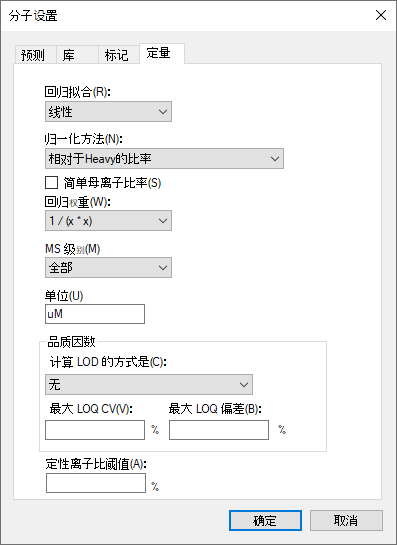 分子设置
预测 库 标记 定量
回归拟合(R):
线性
归一化方法(N):
相对于Heavy的比率
简单母离子比率(S)
回归权重(W):
1 / (x * x)
MS 级别(M)
全部
单位(U)
uM
品质因数
计算 LOD 的方式是(C):
无
最大 LOQ CV(V): 最大 LOQ 偏差(B):
% %
定性离子比阈值(A):
%
确定 取消